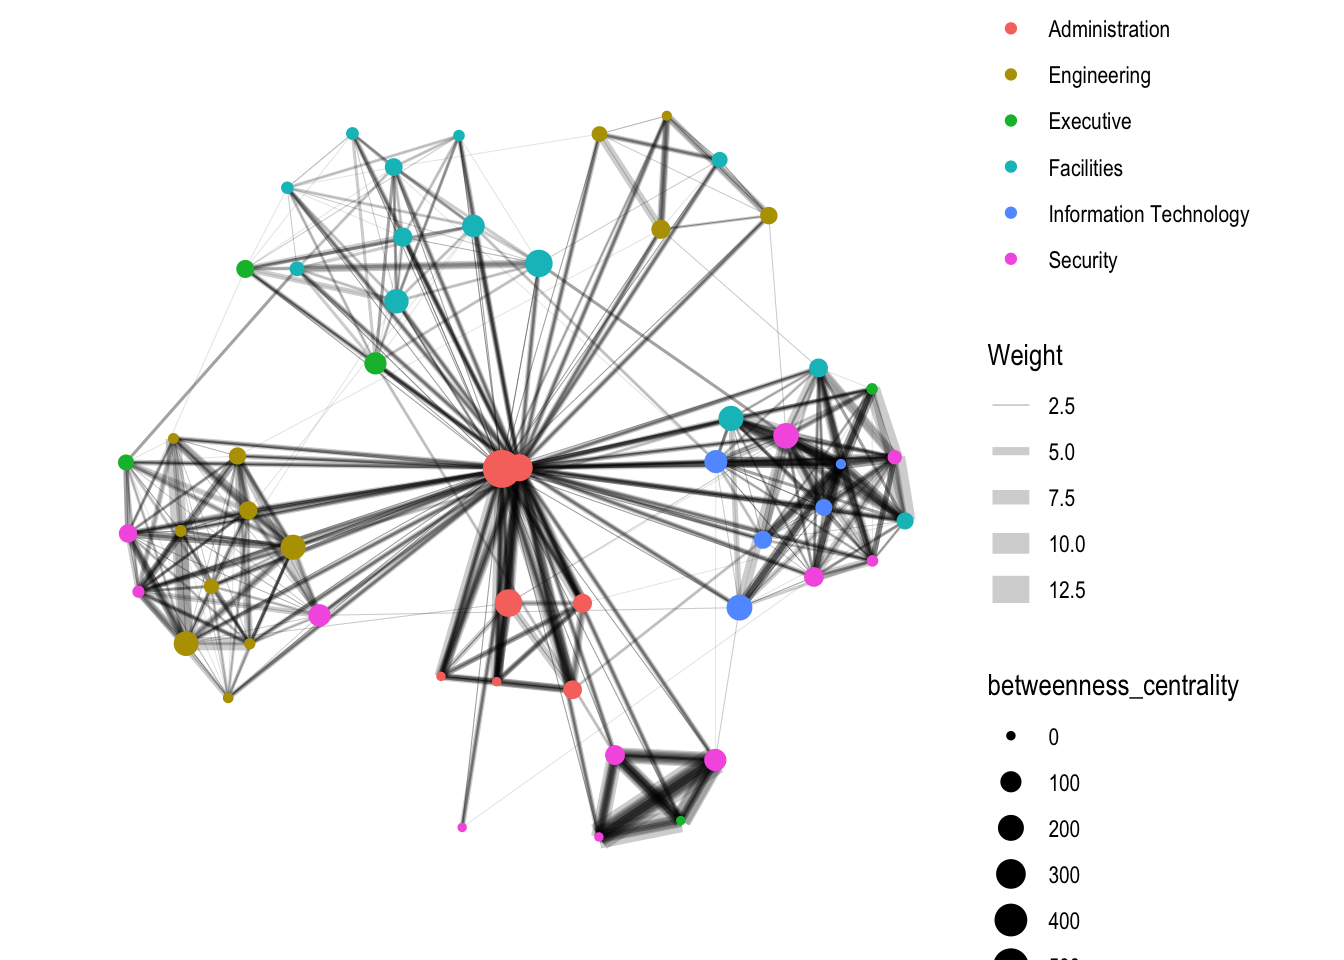 Administration
Engineering
Executive
Facilities
Information Technology
Security
Weight
2.5
5.0
7.5
10.0
12.5
betweenness_centrality
0
100
200
300
400